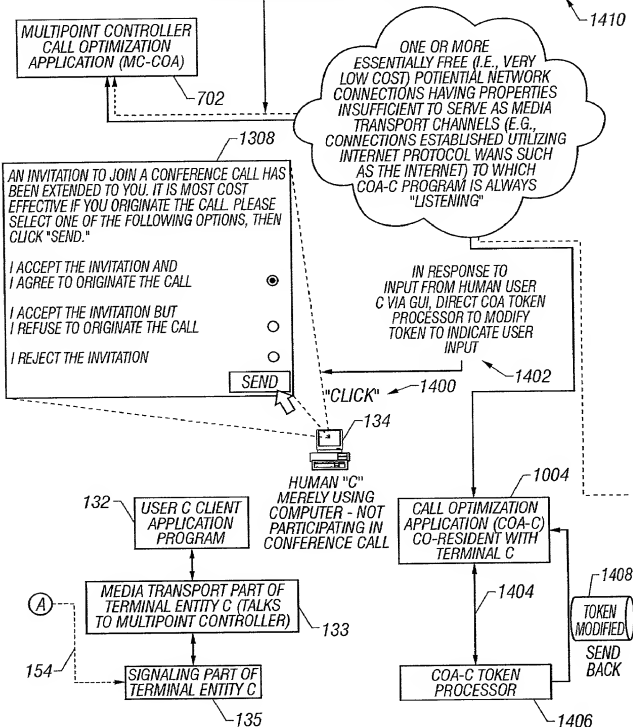 1410
MULTIPOINT CONTROLLER
CALL OPTIMIZATION
APPLICATION (MC-COA)
702
ONE OR MORE
ESSENTIALLY FREE (I.E., VERY
LOW COST) POTIENTIAL NETWORK
CONNECTIONS HAVING PROPERTIES
INSUFFICIENT TO SERVE AS MEDIA
TRANSPORT CHANNELS (E.G.,
CONNECTIONS ESTABLISHED UTILIZING
INTERNET PROTOCOL WANS SUCH
AS THE INTERNET) TO WHICH
COA-C PROGRAM IS ALWAYS
"LISTENING"
1308
AN INVITATION TO JOIN A CONFERENCE CALL HAS
BEEN EXTENDED TO YOU. IT IS MOST COST
EFFECTIVE IF YOU ORIGINATE THE CALL. PLEASE
SELECT ONE OF THE FOLLOWING OPTIONS, THEN
CLICK "SEND."
I ACCEPT THE INVITATION AND
I AGREE TO ORIGINATE THE CALL
I ACCEPT THE INVITATION BUT
I REFUSE TO ORIGINATE THE CALL
I REJECT THE INVITATION
SEND
IN RESPONSE TO
INPUT FROM HUMAN USER
C VIA GUI, DIRECT COA TOKEN
PROCESSOR TO MODIFY
TOKEN TO INDICATE USER
INPUT
1402
"CLICK"
1400
134
HUMAN "C"
MERELY USING
COMPUTER - NOT
PARTICIPATING IN
CONFERENCE CALL
132
USER C CLIENT
APPLICATION
PROGRAM
1004
CALL OPTIMIZATION
APPLICATION (COA-C)
CO-RESIDENT WITH
TERMINAL C
A
MEDIA TRANSPORT PART OF
TERMINAL ENTITY C (TALKS
TO MULTIPOINT CONTROLLER)
133
1404
1408
TOKEN
MODIFIED
SEND
BACK
154
SIGNALING PART OF
TERMINAL ENTITY C
135
COA-C TOKEN
PROCESSOR
1406